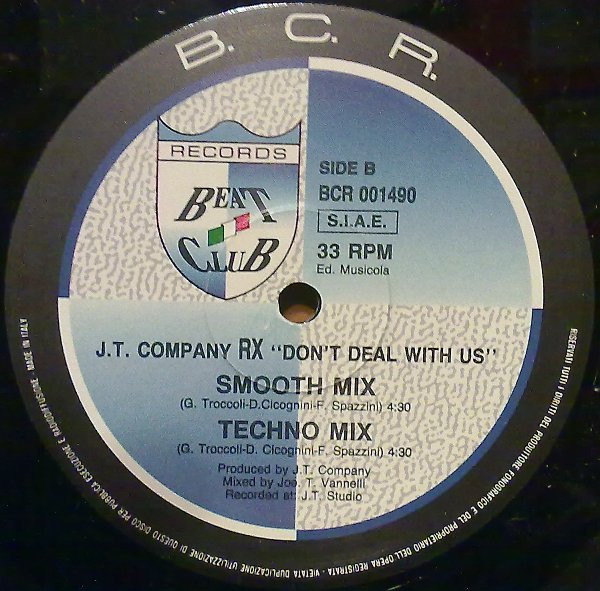 B. C. R.
RECORDS
BEAT
CLUB
SIDE B
BCR 001490
S.I.A.E.
33 RPM
Ed. Musicola
J.T. COMPANY RX "DON'T DEAL WITH US"
SMOOTH MIX
(G. Troccoli-D.Cicognini-F. Spazzini) 4:30
TECHNO MIX
(G. Troccoli-D. Cicognini-F. Spazzini) 4:30
Produced by J.T. Company
Mixed by Joe. T. Vannelli
Recorded at: J.T. Studio
RISERVATI TUTTI I DIRITTI DEL PRODUTTORE FONOGRAFICO E DEL PROPRIETARIO DELL'OPERA REGISTRATA - VIETATA DUPLICAZIONE UTILIZZAZIONE DI QUESTO DISCO PER PUBBLICA ESECUZIONE E RADIODIFFUSIONE. MADE IN ITALY